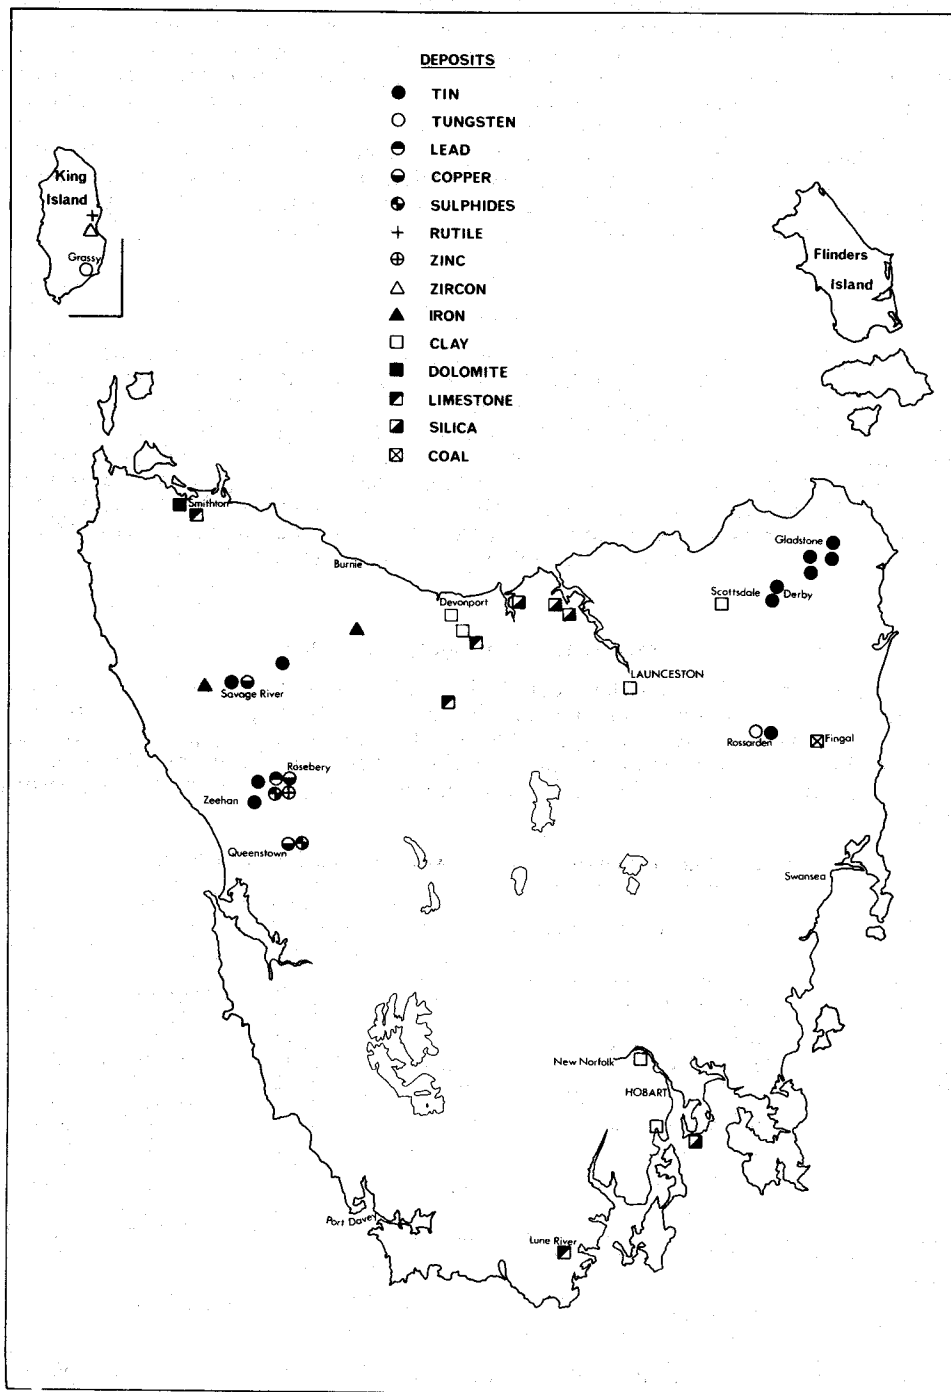 DEPOSITS
TIN
TUNGSTEN
LEAD
COPPER
SULPHIDES
RUTILE
ZINC
ZIRCON
IRON
CLAY
DOLOMITE
LIMESTONE
SILICA
COAL
King
Island
Grassy
Flinders
Island
Smithton
Burnie
Devonport
Gladstone
Scottsdale
Derby
LAUNCESTON
Savage River
Rossarden
Fingal
Rosebery
Zeehan
Queenstown
Swansea
New Norfolk
HOBART
Port Davey
Lune River